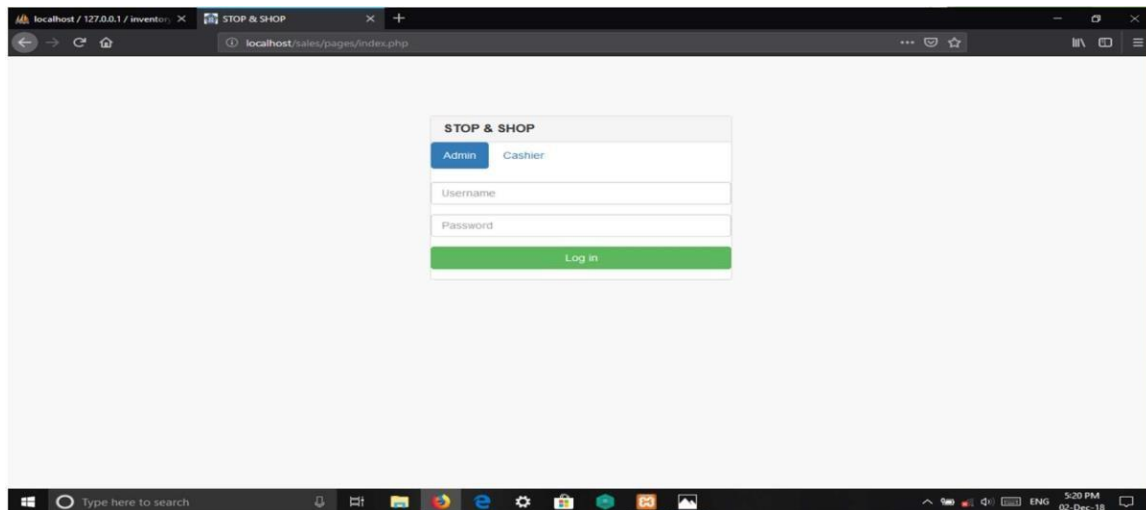 localhost / 127.0.0.1 / inventory
STOP & SHOP
localhost/sales/pages/index.php
STOP & SHOP
Admin Cashier
Username
Password
Log in
Type here to search
ENG
5:20 PM
02-Dec-18